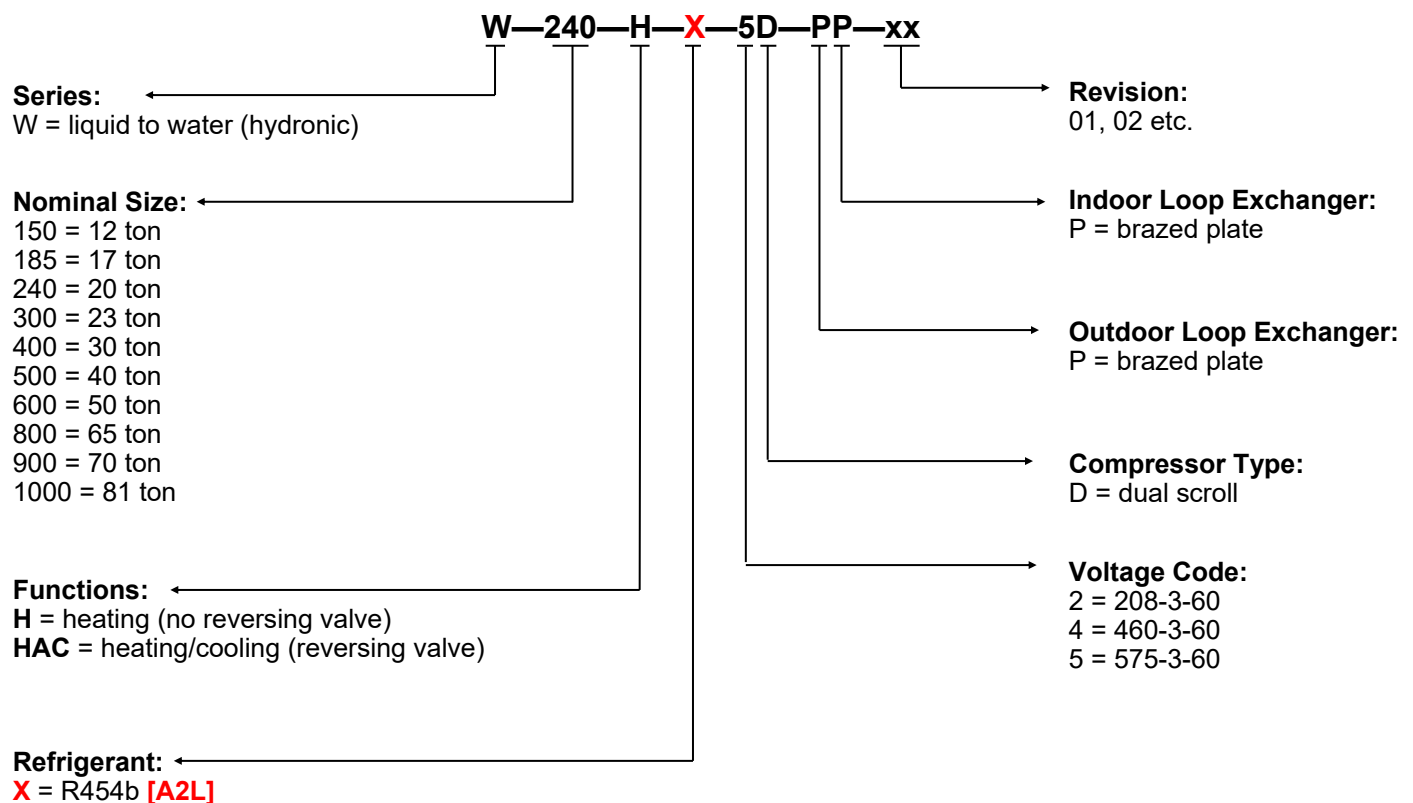 W—240—H—X—5D—PP—xx
Series:
W = liquid to water (hydronic)
Nominal Size:
150 = 12 ton
185 = 17 ton
240 = 20 ton
300 = 23 ton
400 = 30 ton
500 = 40 ton
600 = 50 ton
800 = 65 ton
900 = 70 ton
1000 = 81 ton
Functions:
H = heating (no reversing valve)
HAC = heating/cooling (reversing valve)
Refrigerant:
X = R454b [A2L]
Revision:
01, 02 etc.
Indoor Loop Exchanger:
P = brazed plate
Outdoor Loop Exchanger:
P = brazed plate
Compressor Type:
D = dual scroll
Voltage Code:
2 = 208-3-60
4 = 460-3-60
5 = 575-3-60